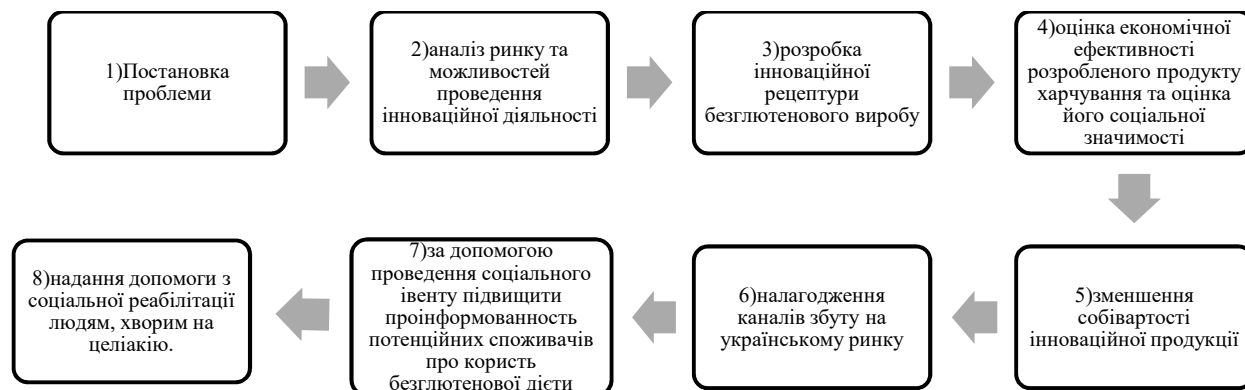 1)Постановка
проблеми
2)аналіз ринку та
можливостей
проведення
інноваційної діяльності
3)розробка
інноваційної
рецептури
безглютенового виробу
4)оцінка економічної
ефективності
розробленого продукту
харчування та оцінка
його соціальної
значимості
5)зменшення
собівартості
інноваційної продукції
6)налагодження
каналів збуту на
українському ринку
7)за допомогою
проведення соціального
івенту підвищити
проінформованность
потенційних споживачів
про користь
безглютенової дієти
8)надання допомоги з
соціальної реабілітації
людям, хворим на
целіакію.